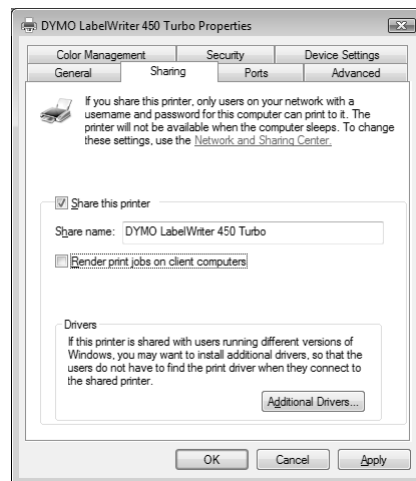 DYMO LabelWriter 450 Turbo Properties
Color Management Security Device Settings
General Sharing Ports Advanced
If you share this printer, only users on your network with a
username and password for this computer can print to it. The
printer will not be available when the computer sleeps. To change
these settings, use the Network and Sharing Center.
Share this printer
Share name: DYMO LabelWriter 450 Turbo
Render print jobs on client computers
Drivers
If this printer is shared with users running different versions of
Windows, you may want to install additional drivers, so that the
users do not have to find the print driver when they connect to
the shared printer.
Additional Drivers...
OK Cancel Apply